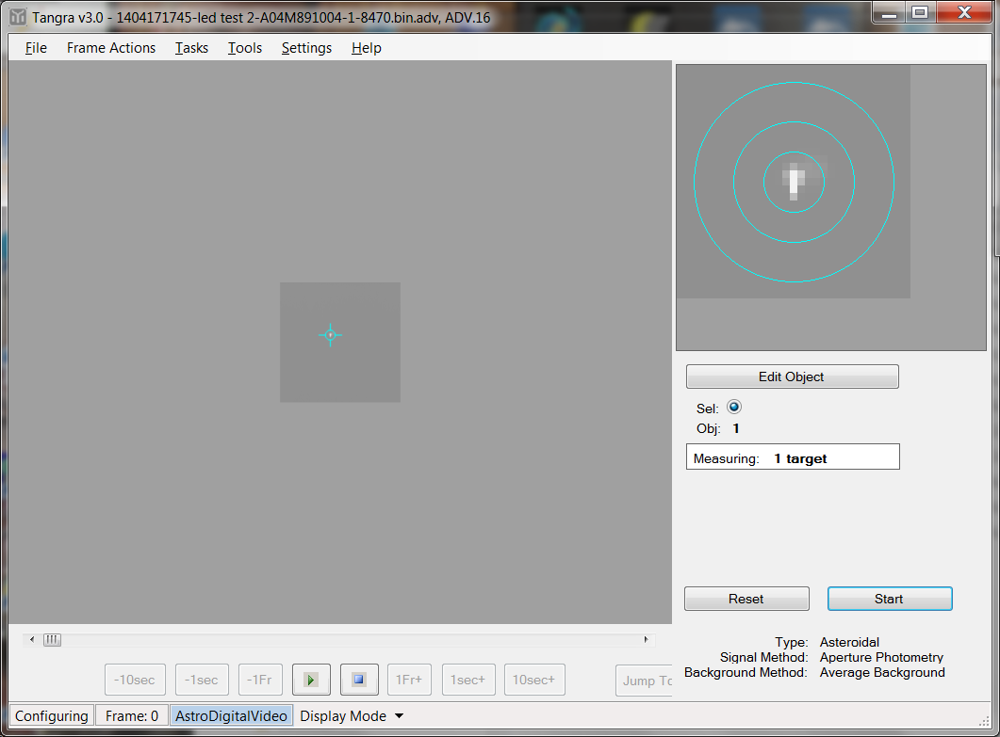 Tangra v3.0 - 1404171745-led test 2-A04M891004-1-8470.bin.adv, ADV.16
File Frame Actions Tasks Tools Settings Help
Edit Object
Sel:
Obj: 1
Measuring: 1 target
Reset Start
Type: Asteroidal
Signal Method: Aperture Photometry
Background Method: Average Background
-10sec -1sec -1Fr 1Fr+ 1sec+ 10sec+ Jump To
Configuring Frame: 0 AstroDigitalVideo Display Mode